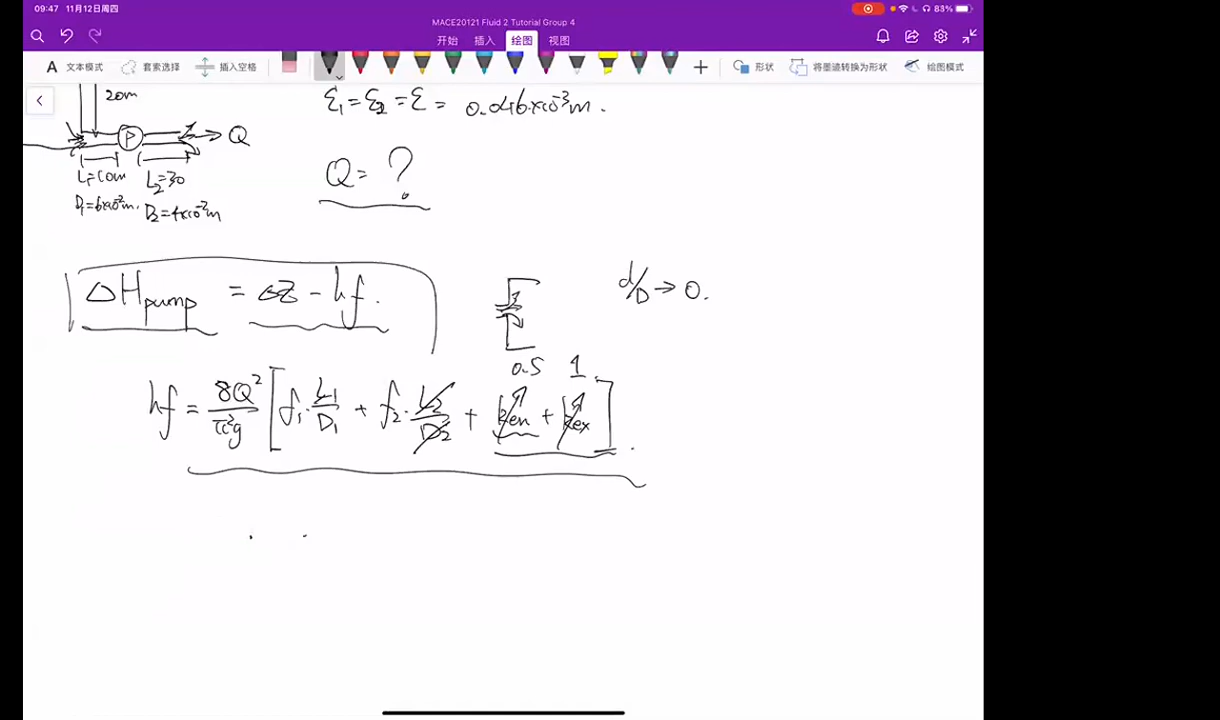 09:47 11月12日周四
83%
MACE20121 Fluid 2 Tutorial Group 4
开始 插入 绘图 视图
文本模式 套索选择 插入空格 形状 将墨迹转换为形状 绘图模式
20m
ε₁=ε₂=ε= 0.046×10⁻³m.
P → Q
Q= ?
L₁=10m L₂=30
D₁=6×10⁻²m. D₂=4×10⁻²m
ΔHpump = ΔZ - hf.
d/D → 0.
0.5 1
hf = 8Q²/π²g [f₁·L₁/D₁ + f₂·L₂/D₂ + ken + kex].